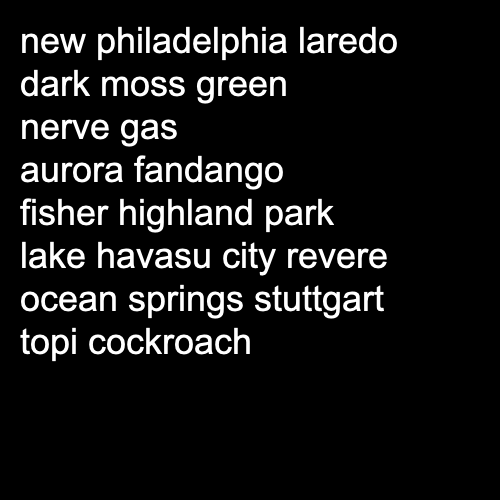 new philadelphia laredo
dark moss green
nerve gas
aurora fandango
fisher highland park
lake havasu city revere
ocean springs stuttgart
topi cockroach